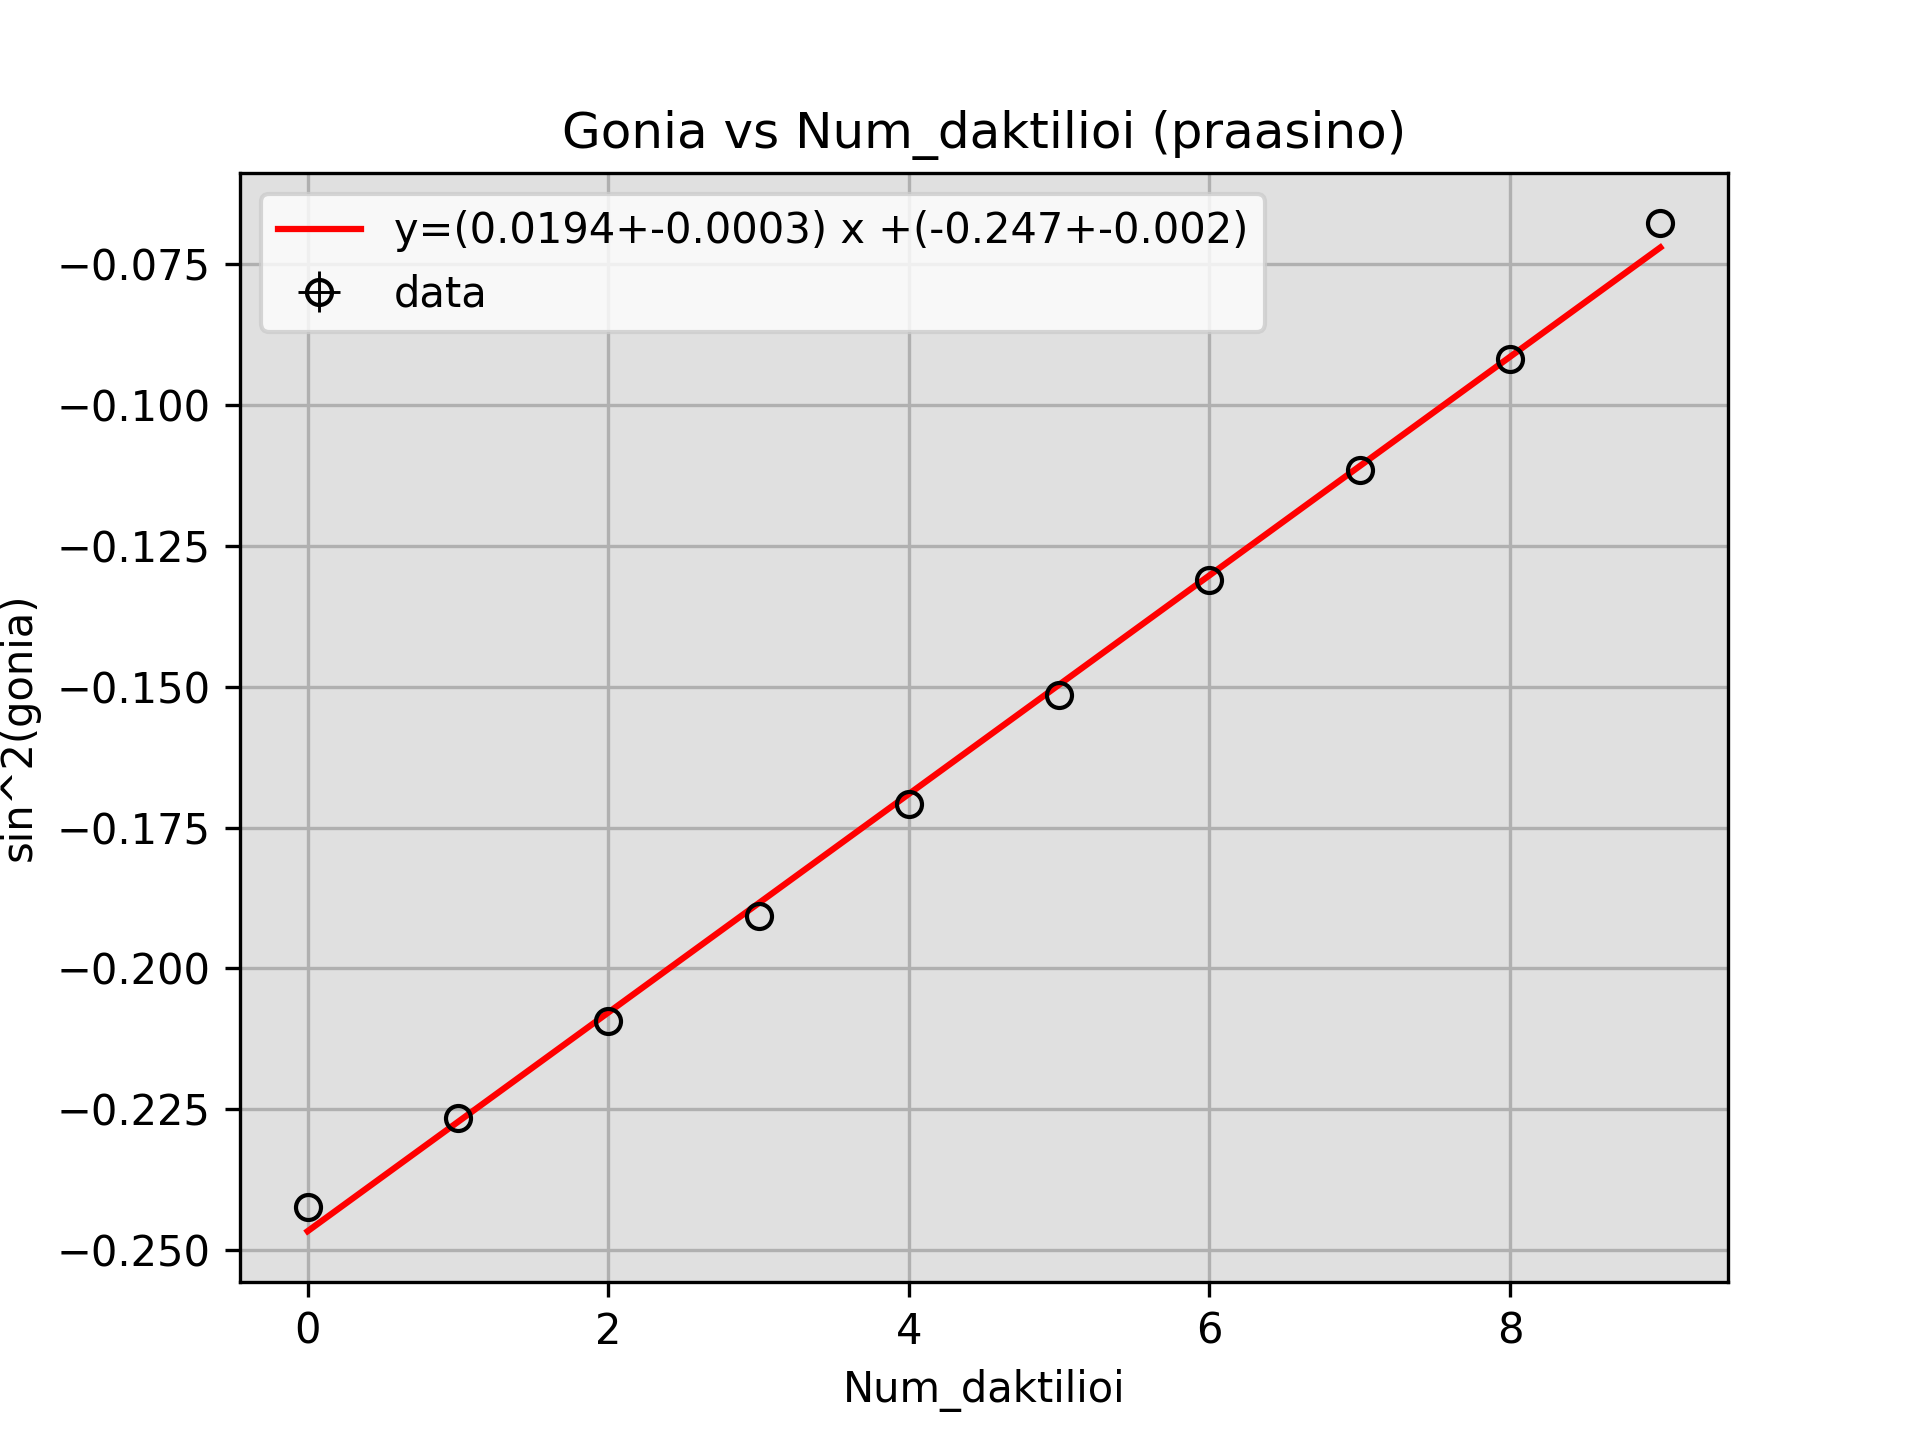 Gonia vs Num_daktilioi (praasino)
y=(0.0194+-0.0003) x +(-0.247+-0.002)
data
−0.075
−0.100
−0.125
−0.150
−0.175
−0.200
−0.225
−0.250
sin^2(gonia)
0 2 4 6 8
Num_daktilioi